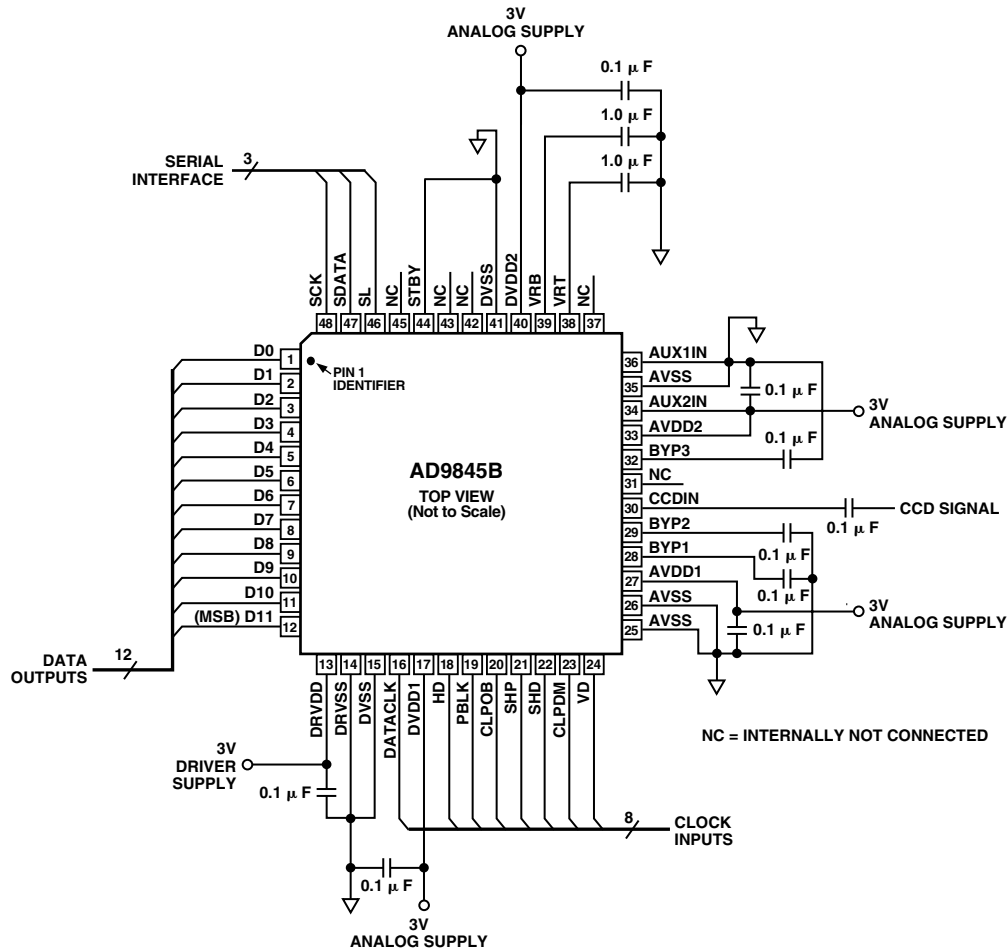 3V
ANALOG SUPPLY
0.1 μ F
1.0 μ F
1.0 μ F
SERIAL
INTERFACE
3
SCK
SDATA
SL
NC
STBY
NC
NC
DVSS
DVDD2
VRB
VRT
NC
48
47
46
45
44
43
42
41
40
39
38
37
D0
D1
D2
D3
D4
D5
D6
D7
D8
D9
D10
(MSB) D11
1
2
3
4
5
6
7
8
9
10
11
12
PIN 1
IDENTIFIER
AD9845B
TOP VIEW
(Not to Scale)
36
35
34
33
32
31
30
29
28
27
26
25
AUX1IN
AVSS
AUX2IN
AVDD2
BYP3
NC
CCDIN
BYP2
BYP1
AVDD1
AVSS
AVSS
0.1 μ F
3V
ANALOG SUPPLY
0.1 μ F
CCD SIGNAL
0.1 μ F
0.1 μ F
0.1 μ F
3V
ANALOG SUPPLY
0.1 μ F
DATA
OUTPUTS
12
13
14
15
16
17
18
19
20
21
22
23
24
DRVDD
DRVSS
DVSS
DATACLK
DVDD1
HD
PBLK
CLPOB
SHP
SHD
CLPDM
VD
NC = INTERNALLY NOT CONNECTED
3V
DRIVER
SUPPLY
0.1 μ F
8
CLOCK
INPUTS
0.1 μ F
3V
ANALOG SUPPLY